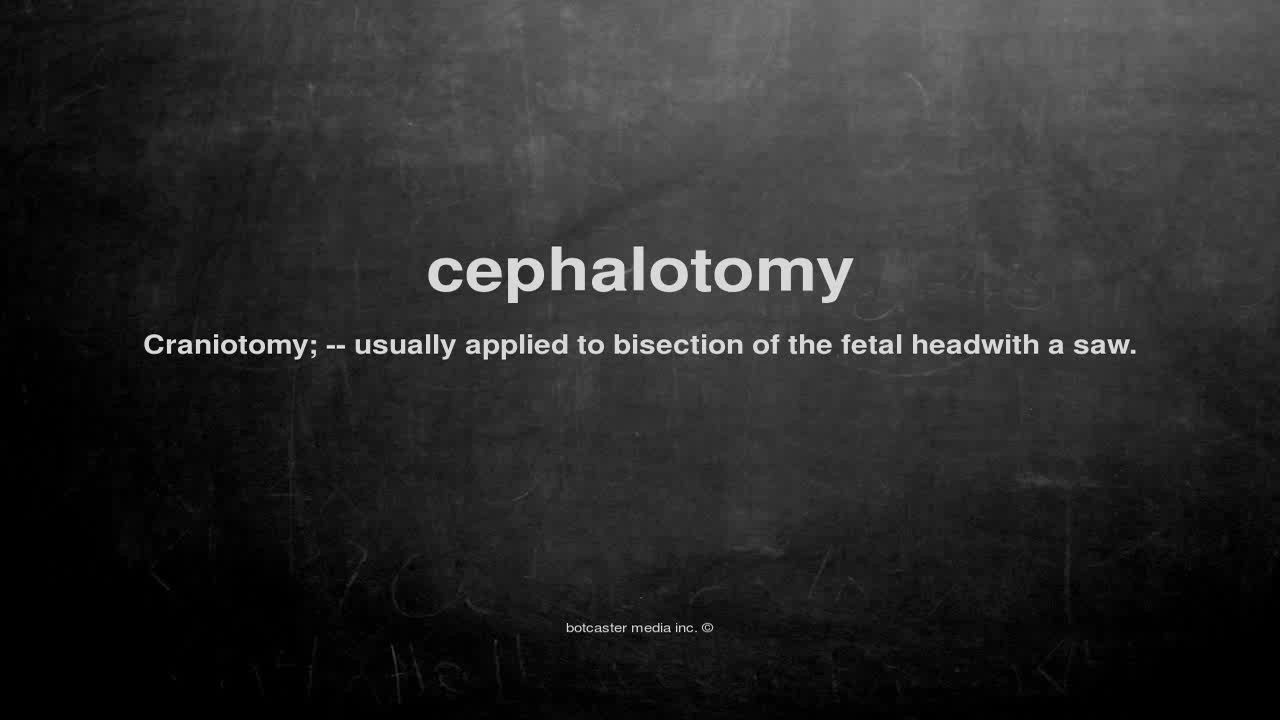 cephalotomy
Craniotomy; -- usually applied to bisection of the fetal headwith a saw.
botcaster media inc. ©